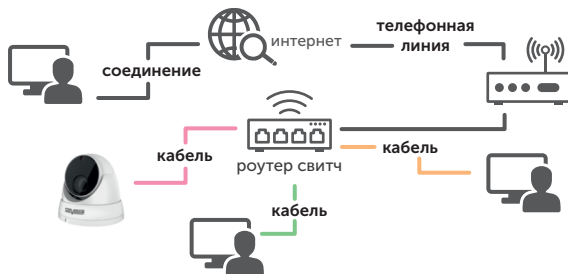 интернет
телефонная
линия
соединение
кабель
роутер свитч
кабель
кабель